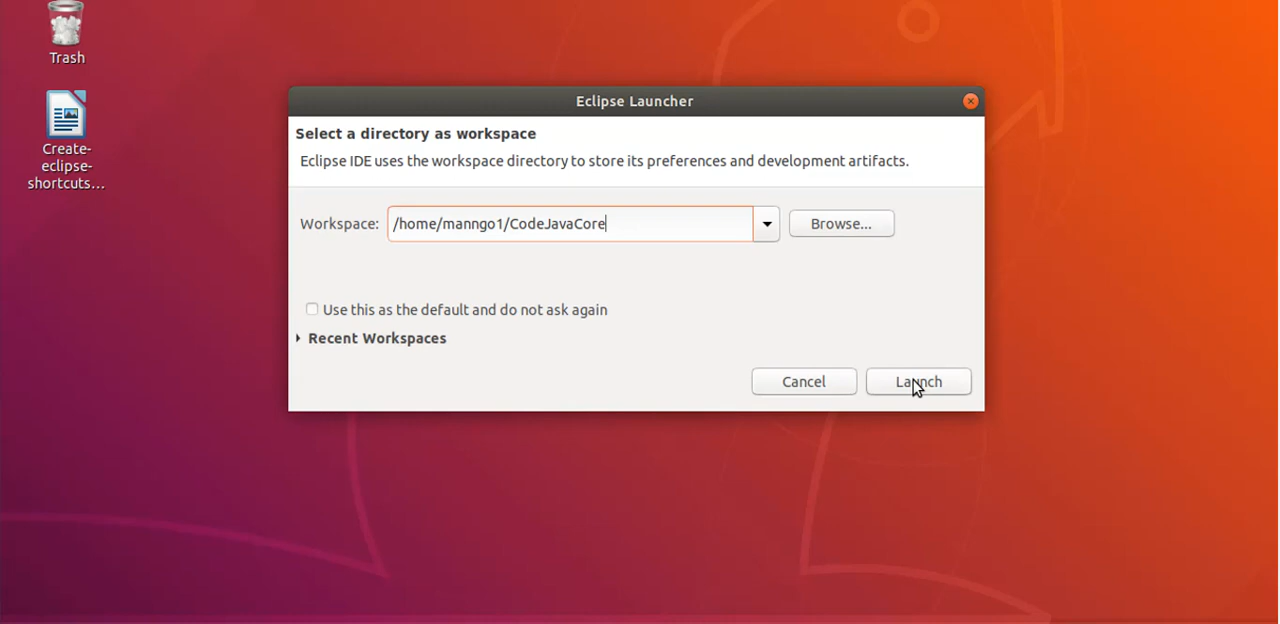 Trash
Create-
eclipse-
shortcuts...
Eclipse Launcher
Select a directory as workspace
Eclipse IDE uses the workspace directory to store its preferences and development artifacts.
Workspace: /home/manngo1/CodeJavaCore Browse...
Use this as the default and do not ask again
Recent Workspaces
Cancel Launch